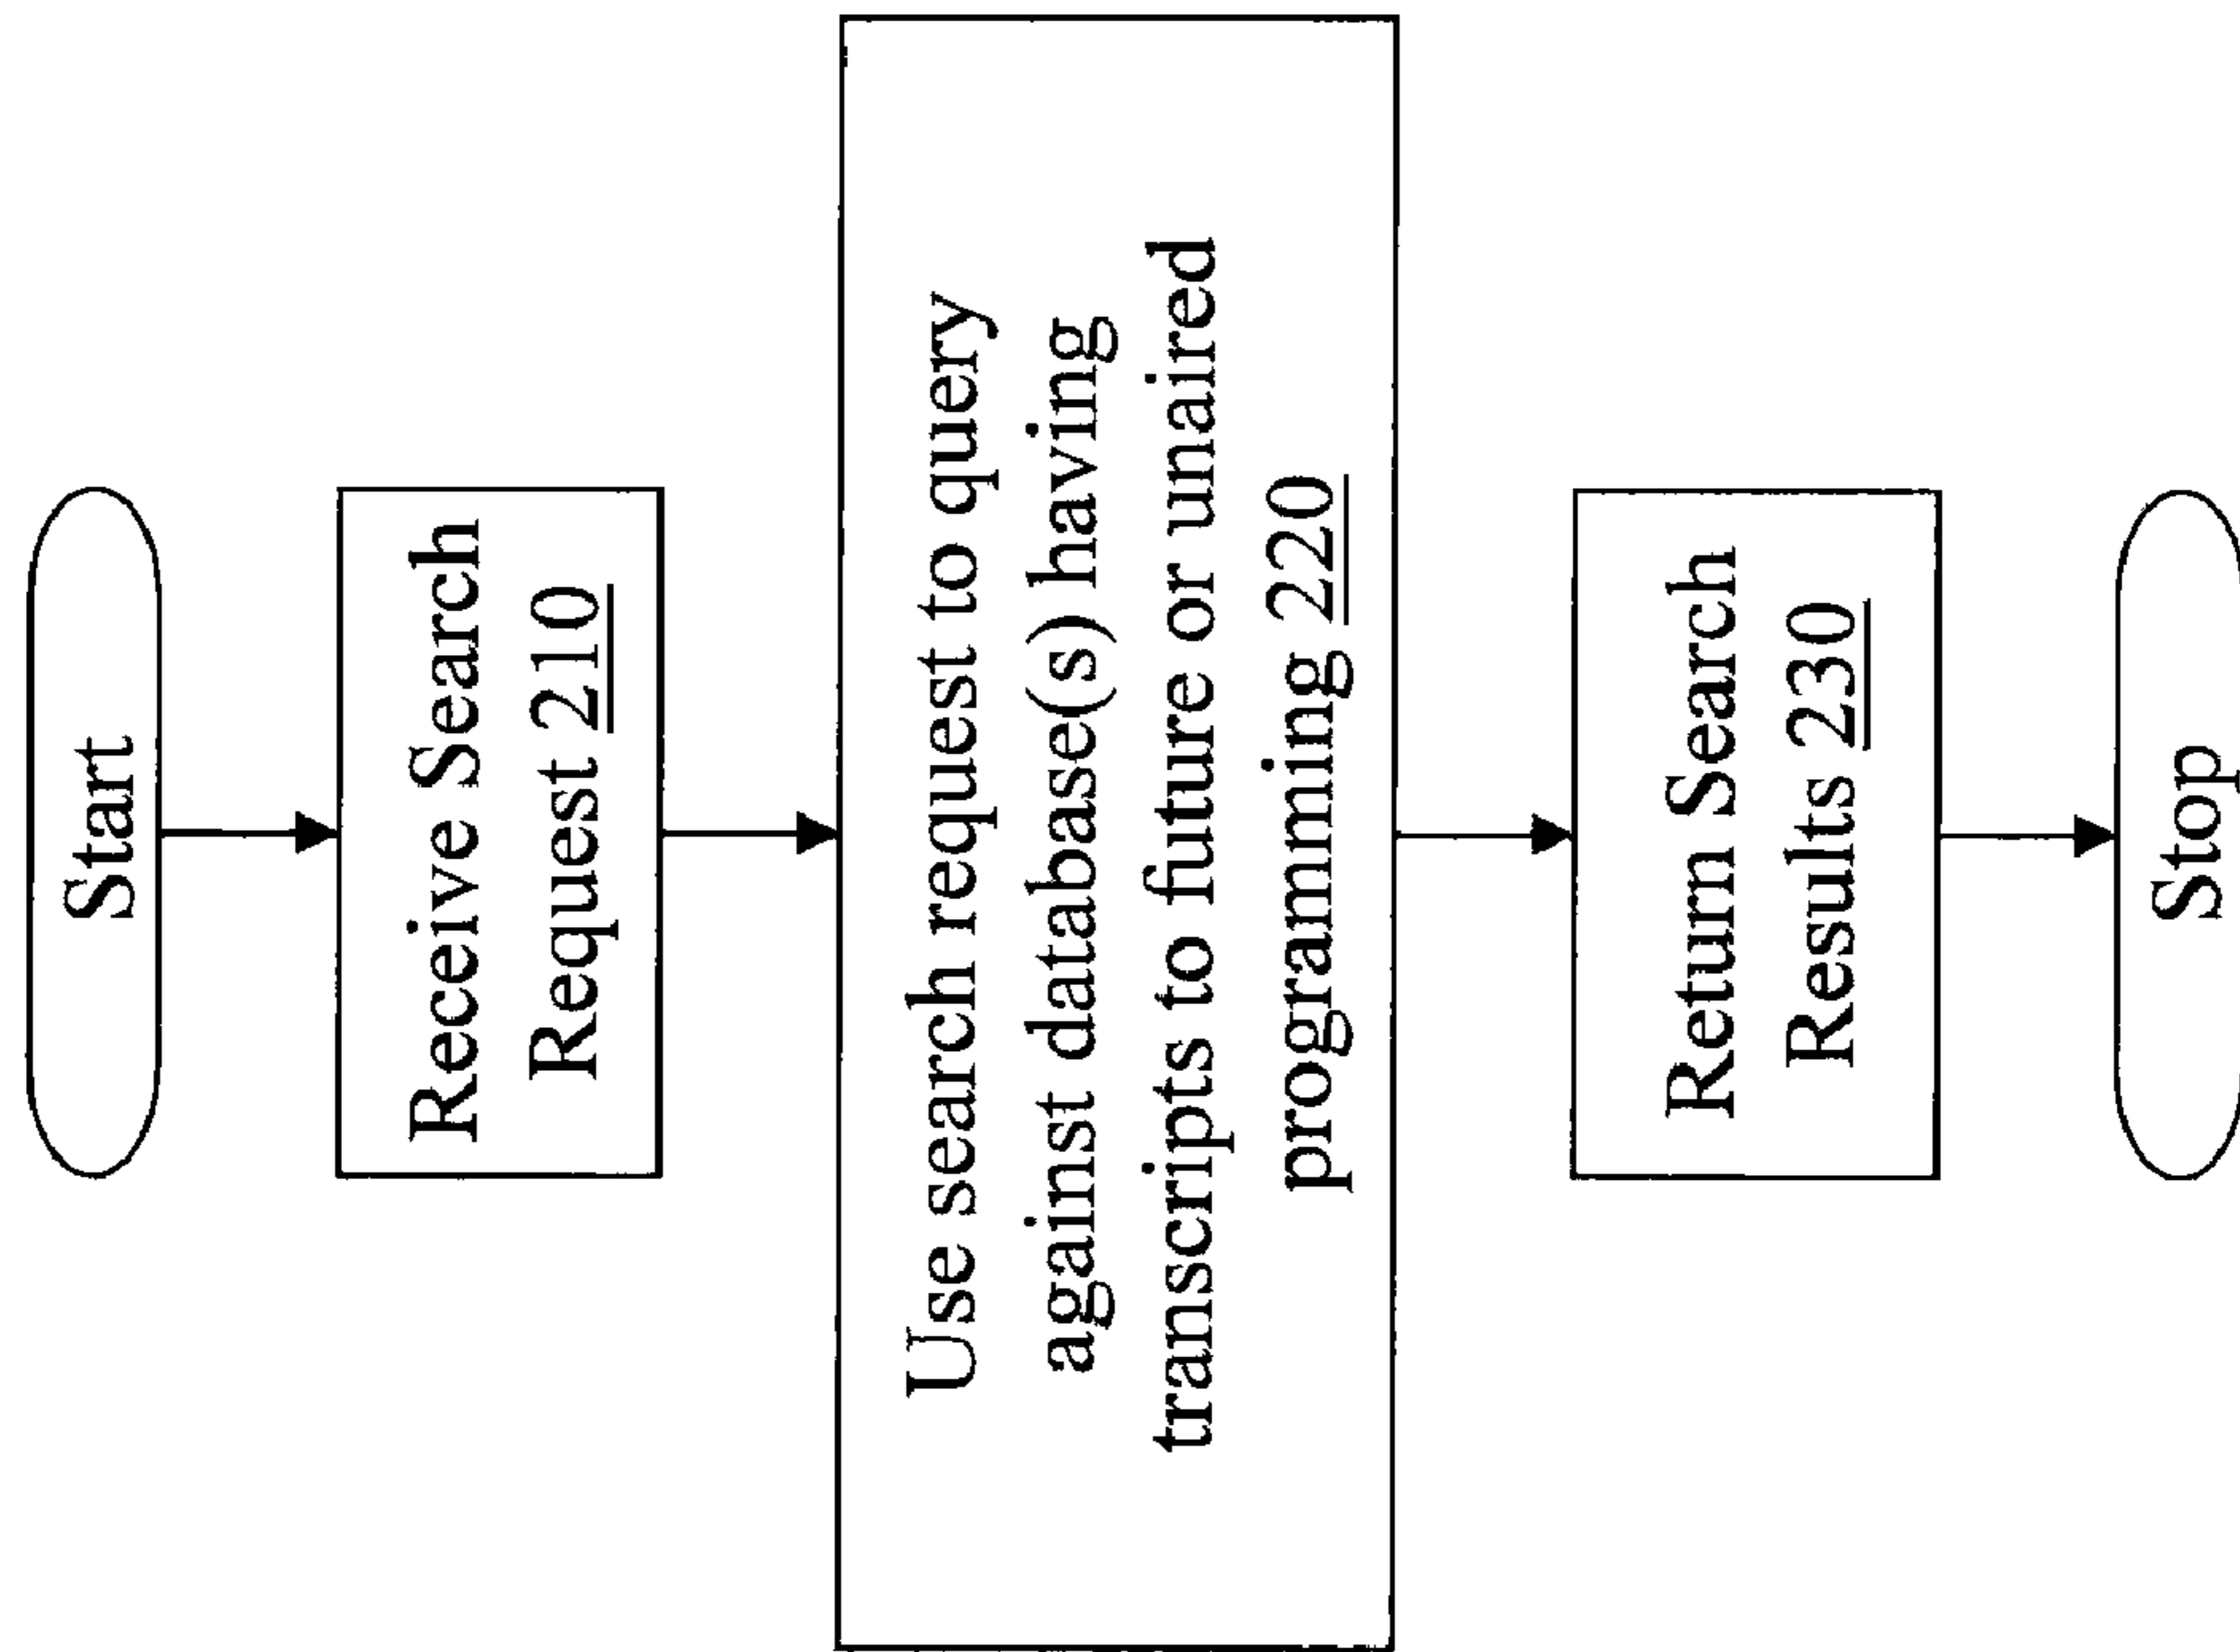 Start
Receive Search
Request 210
Use search request to query
against database(s) having
transcripts to future or unaired
programming 220
Return Search
Results 230
Stop